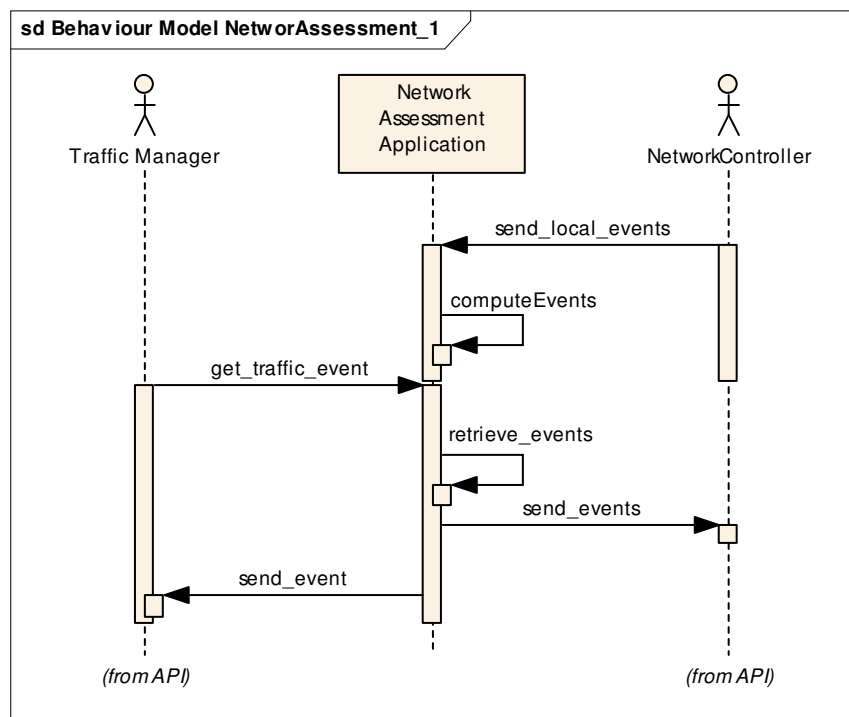 sd Behaviour Model NetworAssessment_1
Network
Assessment
Application
Traffic Manager
NetworkController
send_local_events
computeEvents
get_traffic_event
retrieve_events
send_events
send_event
(from API)
(from API)